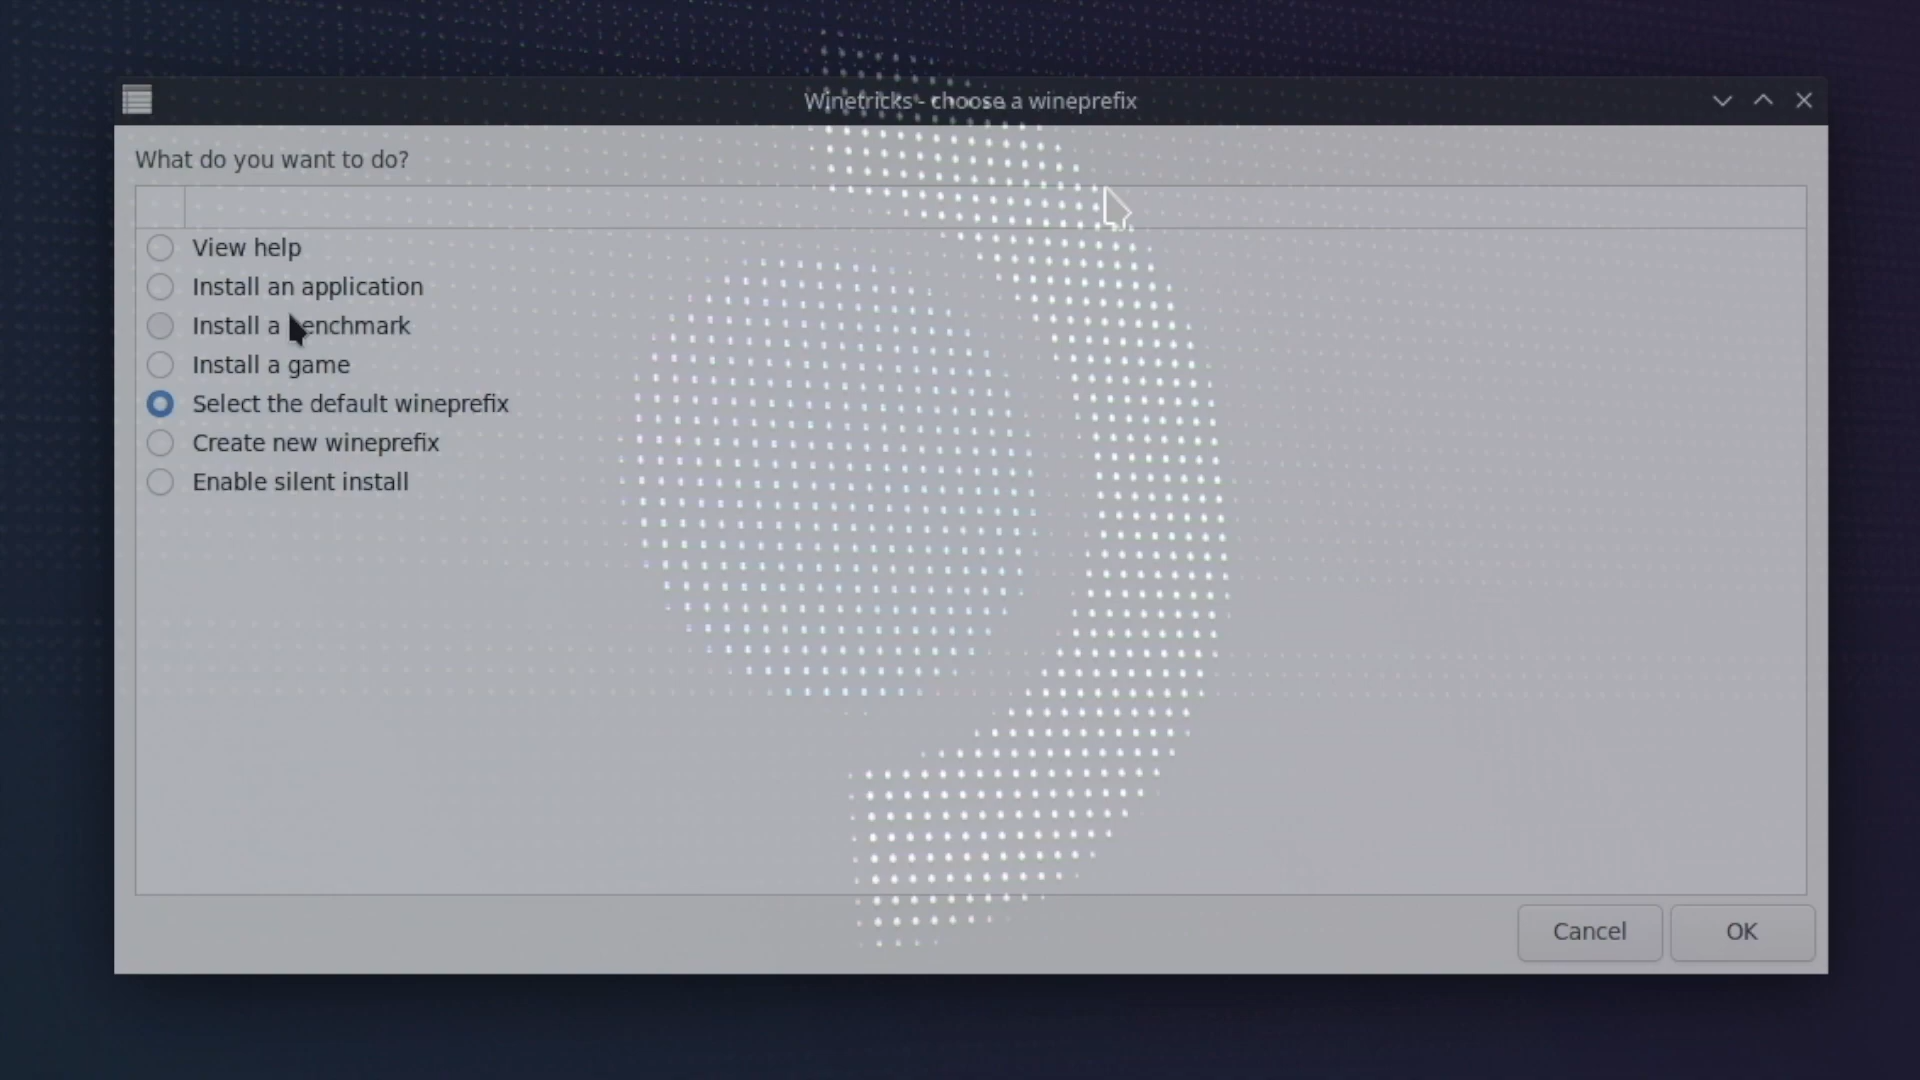 Winetricks - choose a wineprefix
What do you want to do?
View help
Install an application
Install a benchmark
Install a game
Select the default wineprefix
Create new wineprefix
Enable silent install
Cancel
OK